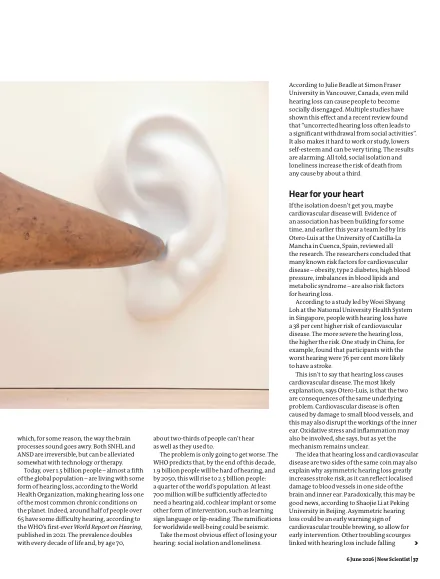 which, for some reason, the way the brain
processes sound goes awry. Both SNHL and
ANSD are irreversible, but can be alleviated
somewhat with technology or therapy.
Today, over 1.5 billion people – almost a fifth
of the global population – are living with some
form of hearing loss, according to the World
Health Organization, making hearing loss one
of the most common chronic conditions on
the planet. Indeed, around half of people over
65 have some difficulty hearing, according to
the WHO's first-ever World Report on Hearing,
published in 2021. The prevalence doubles
with every decade of life and, by age 70,
about two-thirds of people can't hear
as well as they used to.
The problem is only going to get worse. The
WHO predicts that, by the end of this decade,
1.9 billion people will be hard of hearing, and
by 2050, this will rise to 2.5 billion people:
a quarter of the world's population. At least
700 million will be sufficiently affected to
need a hearing aid, cochlear implant or some
other form of intervention, such as learning
sign language or lip-reading. The ramifications
for worldwide well-being could be seismic.
Take the most obvious effect of losing your
hearing: social isolation and loneliness.
According to Julie Beadle at Simon Fraser
University in Vancouver, Canada, even mild
hearing loss can cause people to become
socially disengaged. Multiple studies have
shown this effect and a recent review found
that "uncorrected hearing loss often leads to
a significant withdrawal from social activities".
It also makes it hard to work or study, lowers
self-esteem and can be very tiring. The results
are alarming. All told, social isolation and
loneliness increase the risk of death from
any cause by about a third.
Hear for your heart
If the isolation doesn't get you, maybe
cardiovascular disease will. Evidence of
an association has been building for some
time, and earlier this year a team led by Iris
Otero-Luis at the University of Castilla-La
Mancha in Cuenca, Spain, reviewed all
the research. The researchers concluded that
many known risk factors for cardiovascular
disease – obesity, type 2 diabetes, high blood
pressure, imbalances in blood lipids and
metabolic syndrome – are also risk factors
for hearing loss.
According to a study led by Woei Shyang
Loh at the National University Health System
in Singapore, people with hearing loss have
a 38 per cent higher risk of cardiovascular
disease. The more severe the hearing loss,
the higher the risk. One study in China, for
example, found that participants with the
worst hearing were 76 per cent more likely
to have a stroke.
This isn't to say that hearing loss causes
cardiovascular disease. The most likely
explanation, says Otero-Luis, is that the two
are consequences of the same underlying
problem. Cardiovascular disease is often
caused by damage to small blood vessels, and
this may also disrupt the workings of the inner
ear. Oxidative stress and inflammation may
also be involved, she says, but as yet the
mechanism remains unclear.
The idea that hearing loss and cardiovascular
disease are two sides of the same coin may also
explain why asymmetric hearing loss greatly
increases stroke risk, as it can reflect localised
damage to blood vessels in one side of the
brain and inner ear. Paradoxically, this may be
good news, according to Shaojie Li at Peking
University in Beijing. Asymmetric hearing
loss could be an early warning sign of
cardiovascular trouble brewing, so allow for
early intervention. Other troubling scourges
linked with hearing loss include falling
6 June 2026 | New Scientist | 37